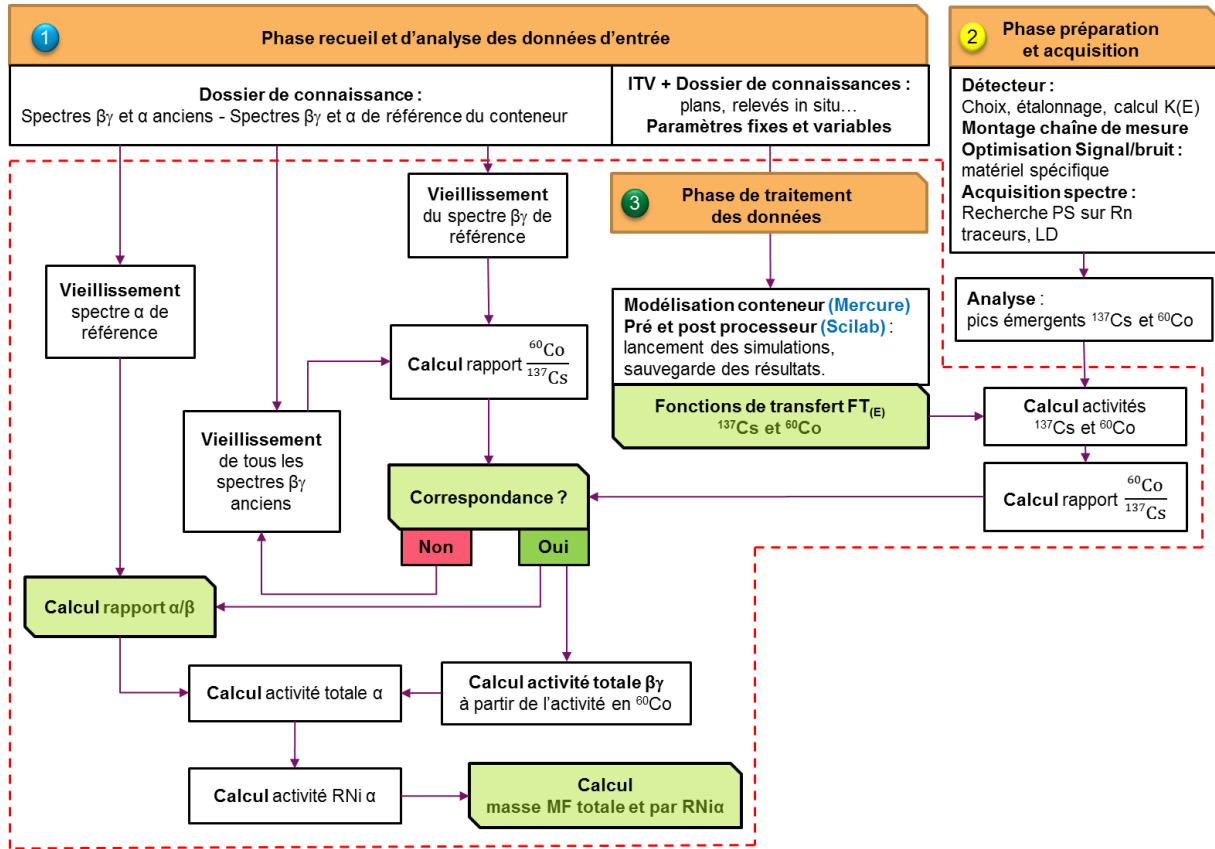 1
Phase recueil et d'analyse des données d'entrée
Dossier de connaissance :
Spectres βγ et α anciens - Spectres βγ et α de référence du conteneur
ITV + Dossier de connaissances :
plans, relevés in situ…
Paramètres fixes et variables
2
Phase préparation
et acquisition
Détecteur :
Choix, étalonnage, calcul K(E)
Montage chaîne de mesure
Optimisation Signal/bruit :
matériel spécifique
Acquisition spectre :
Recherche PS sur Rn
traceurs, LD
Analyse :
pics émergents ¹³⁷Cs et ⁶⁰Co
3
Phase de traitement
des données
Modélisation conteneur (Mercure)
Pré et post processeur (Scilab) :
lancement des simulations,
sauvegarde des résultats.
Fonctions de transfert FT(E)
¹³⁷Cs et ⁶⁰Co
Calcul activités
¹³⁷Cs et ⁶⁰Co
Calcul rapport ⁶⁰Co/¹³⁷Cs
Vieillissement
du spectre βγ de
référence
Vieillissement
spectre α de
référence
Calcul rapport ⁶⁰Co/¹³⁷Cs
Vieillissement
de tous les
spectres βγ
anciens
Correspondance ?
Non
Oui
Calcul rapport α/β
Calcul activité totale α
Calcul activité totale βγ
à partir de l'activité en ⁶⁰Co
Calcul activité RNi α
Calcul
masse MF totale et par RNiα